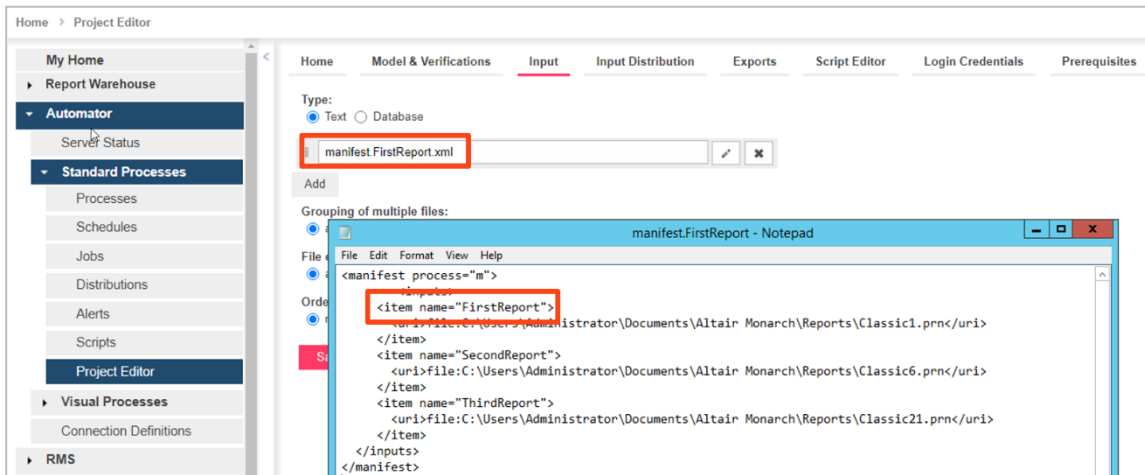 Home > Project Editor
My Home
Report Warehouse
Automator
Server Status
Standard Processes
Processes
Schedules
Jobs
Distributions
Alerts
Scripts
Project Editor
Visual Processes
Connection Definitions
RMS
Home Model & Verifications Input Input Distribution Exports Script Editor Login Credentials Prerequisites
Type:
Text Database
manifest.FirstReport.xml
Add
Grouping of multiple files:
File
manifest.FirstReport - Notepad
File Edit Format View Help
<manifest process="m">
<inputs>
<item name="FirstReport">
<uri>file:C:\Users\Administrator\Documents\Altair Monarch\Reports\Classic1.prn</uri>
</item>
<item name="SecondReport">
<uri>file:C:\Users\Administrator\Documents\Altair Monarch\Reports\Classic6.prn</uri>
</item>
<item name="ThirdReport">
<uri>file:C:\Users\Administrator\Documents\Altair Monarch\Reports\Classic21.prn</uri>
</item>
</inputs>
</manifest>